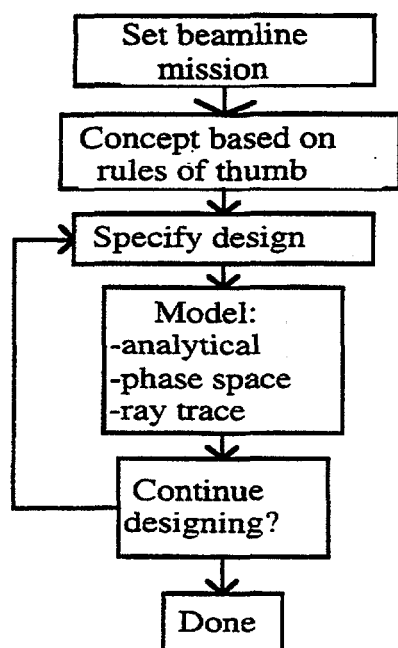 Set beamline
mission
Concept based on
rules of thumb
Specify design
Model:
-analytical
-phase space
-ray trace
Continue
designing?
Done